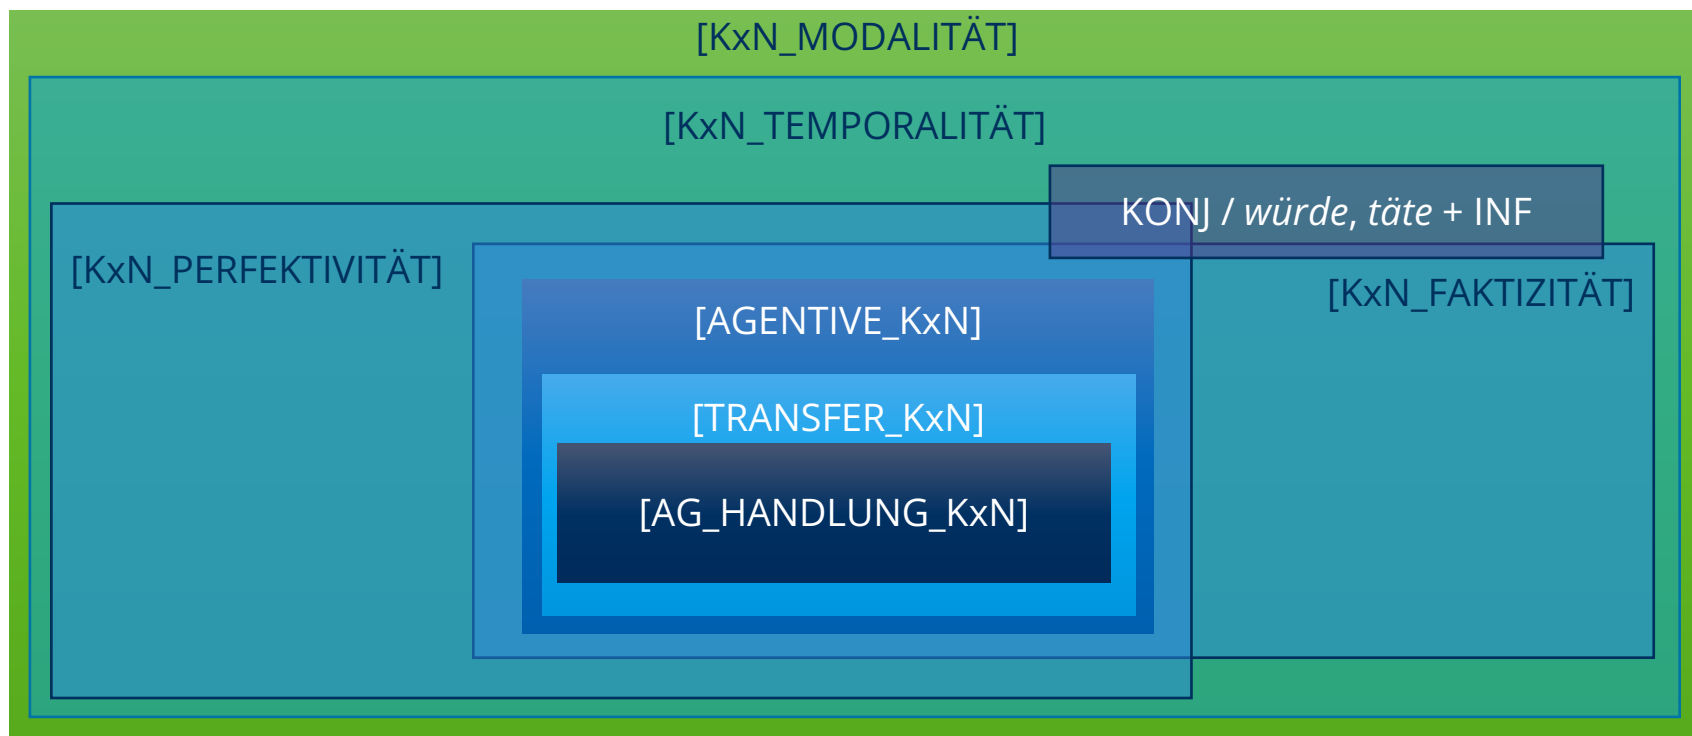 [KxN_MODALITÄT]
[KxN_TEMPORALITÄT]
KONJ / würde, täte + INF
[KxN_PERFEKTIVITÄT]
[KxN_FAKTIZITÄT]
[AGENTIVE_KxN]
[TRANSFER_KxN]
[AG_HANDLUNG_KxN]